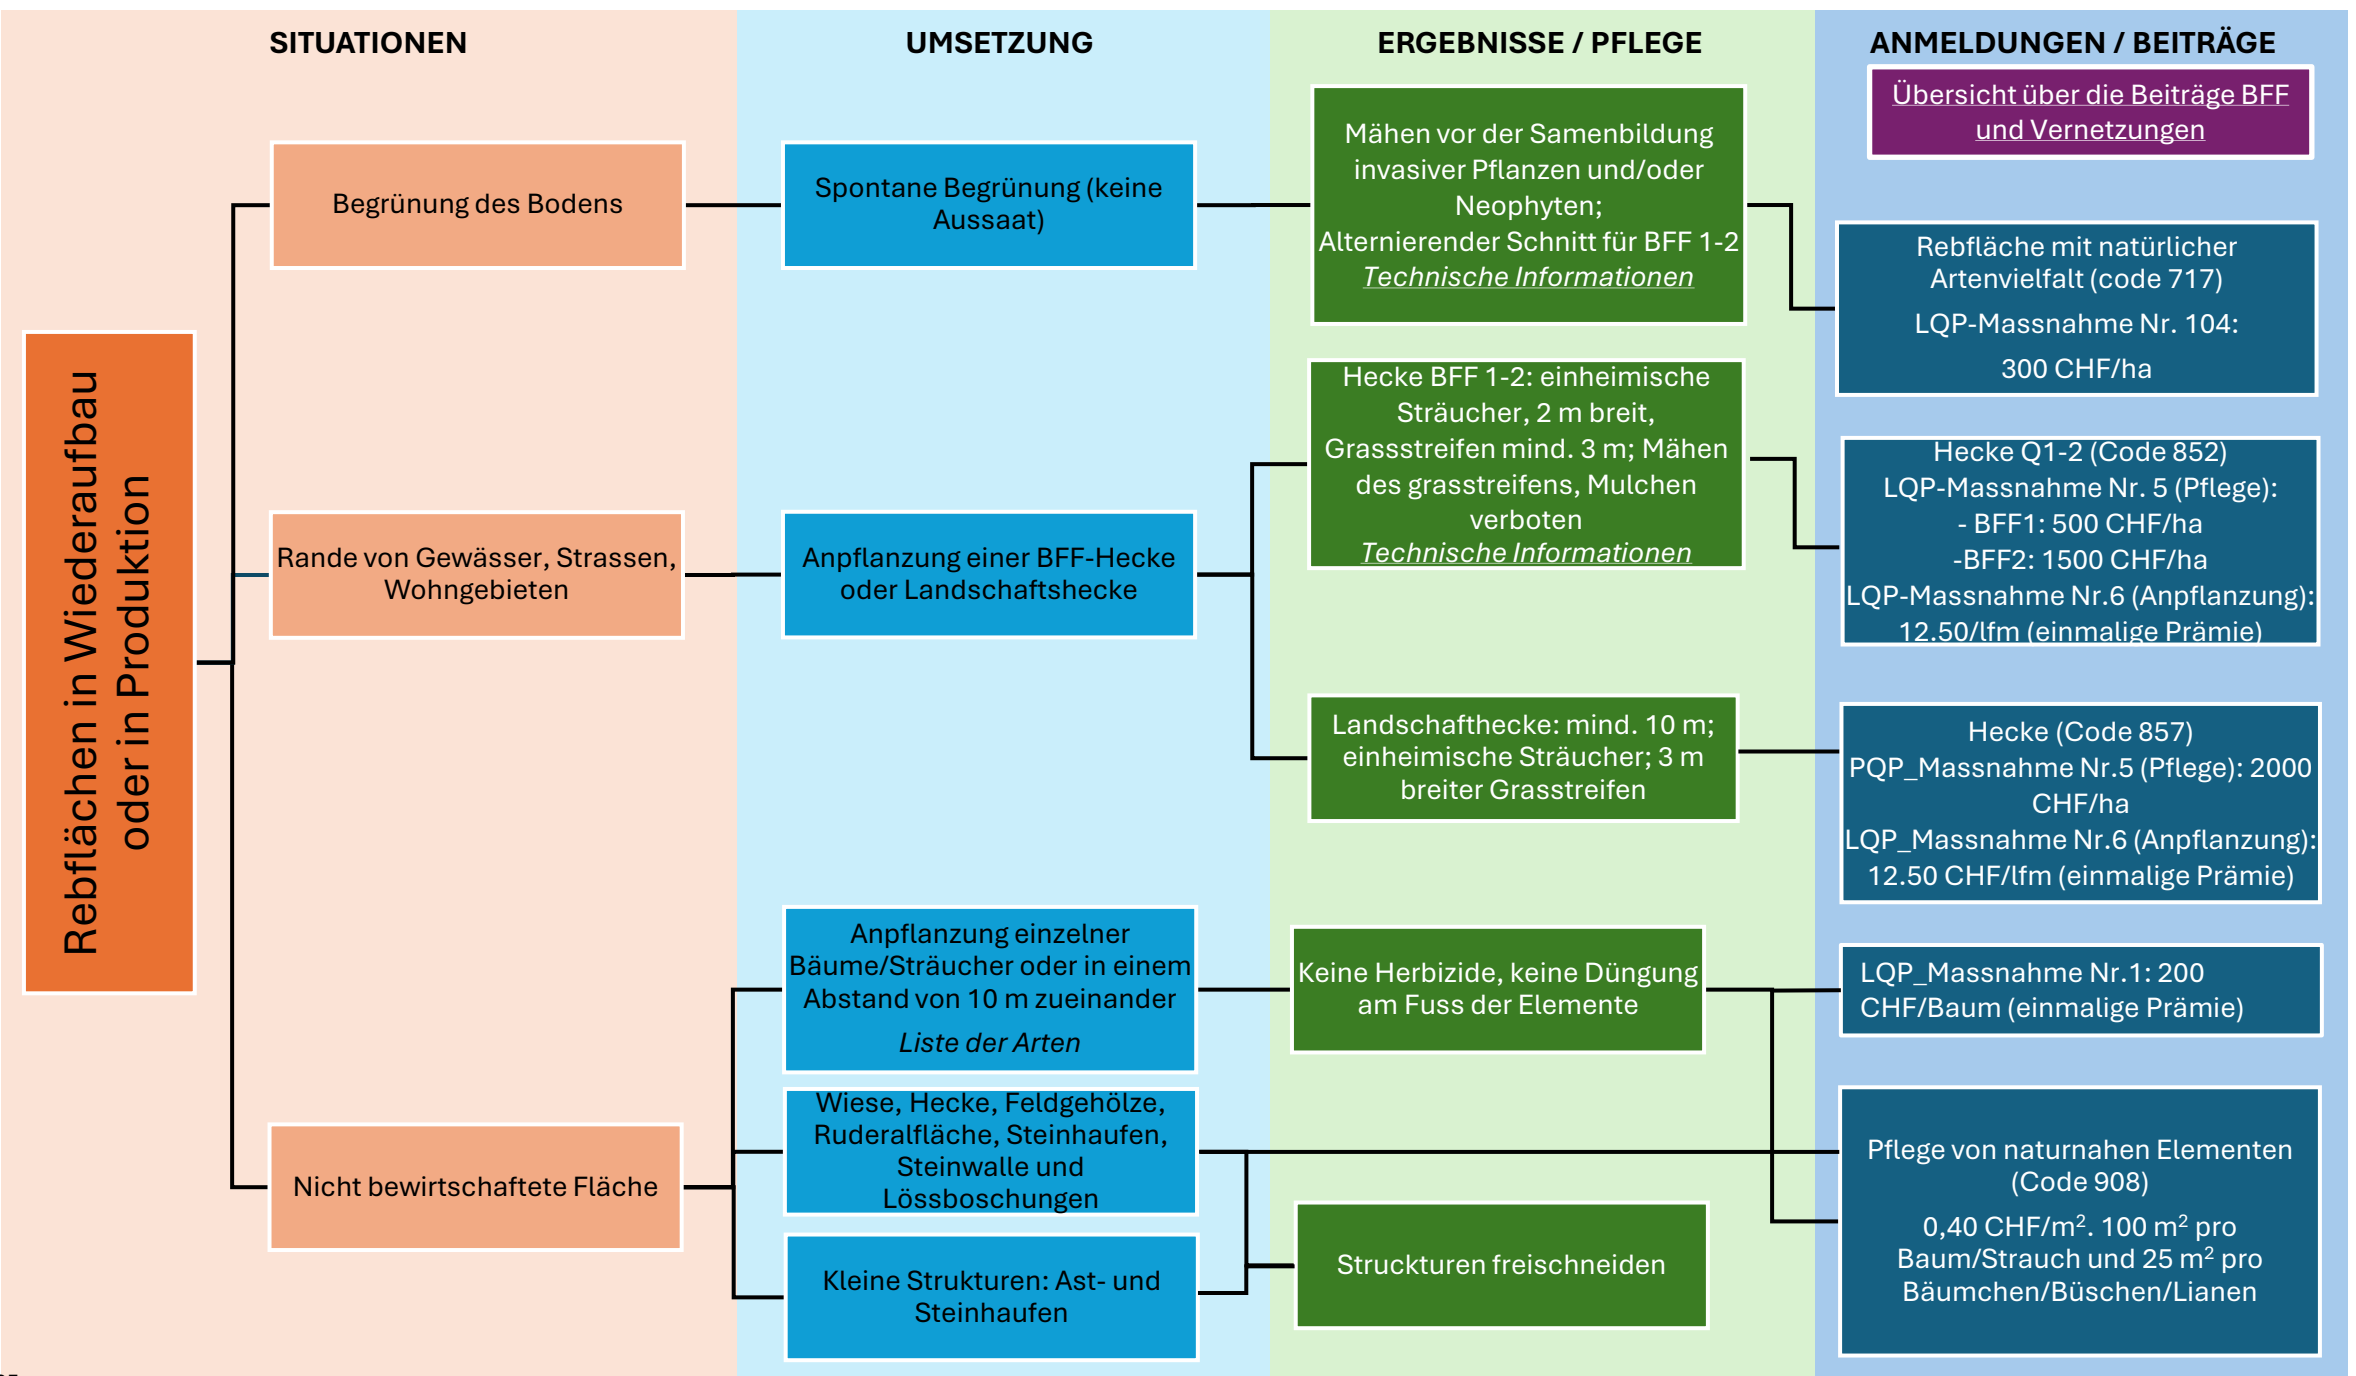 SITUATIONEN
UMSETZUNG
ERGEBNISSE / PFLEGE
ANMELDUNGEN / BEITRÄGE
Übersicht über die Beiträge BFF
und Vernetzungen
Rebflächen in Wiederaufbau
oder in Produktion
Begrünung des Bodens
Spontane Begrünung (keine
Aussaat)
Mähen vor der Samenbildung
invasiver Pflanzen und/oder
Neophyten;
Alternierender Schnitt für BFF 1-2
Technische Informationen
Rebfläche mit natürlicher
Artenvielfalt (code 717)
LQP-Massnahme Nr. 104:
300 CHF/ha
Rande von Gewässer, Strassen,
Wohngebieten
Anpflanzung einer BFF-Hecke
oder Landschaftshecke
Hecke BFF 1-2: einheimische
Sträucher, 2 m breit,
Grassstreifen mind. 3 m; Mähen
des grasstreifens, Mulchen
verboten
Technische Informationen
Hecke Q1-2 (Code 852)
LQP-Massnahme Nr. 5 (Pflege):
- BFF1: 500 CHF/ha
-BFF2: 1500 CHF/ha
LQP-Massnahme Nr.6 (Anpflanzung):
12.50/lfm (einmalige Prämie)
Landschafthecke: mind. 10 m;
einheimische Sträucher; 3 m
breiter Grasstreifen
Hecke (Code 857)
PQP_Massnahme Nr.5 (Pflege): 2000
CHF/ha
LQP_Massnahme Nr.6 (Anpflanzung):
12.50 CHF/lfm (einmalige Prämie)
Nicht bewirtschaftete Fläche
Anpflanzung einzelner
Bäume/Sträucher oder in einem
Abstand von 10 m zueinander
Liste der Arten
Keine Herbizide, keine Düngung
am Fuss der Elemente
LQP_Massnahme Nr.1: 200
CHF/Baum (einmalige Prämie)
Wiese, Hecke, Feldgehölze,
Ruderalfläche, Steinhaufen,
Steinwalle und
Lössboschungen
Kleine Strukturen: Ast- und
Steinhaufen
Struckturen freischneiden
Pflege von naturnahen Elementen
(Code 908)
0,40 CHF/m². 100 m² pro
Baum/Strauch und 25 m² pro
Bäumchen/Büschen/Lianen